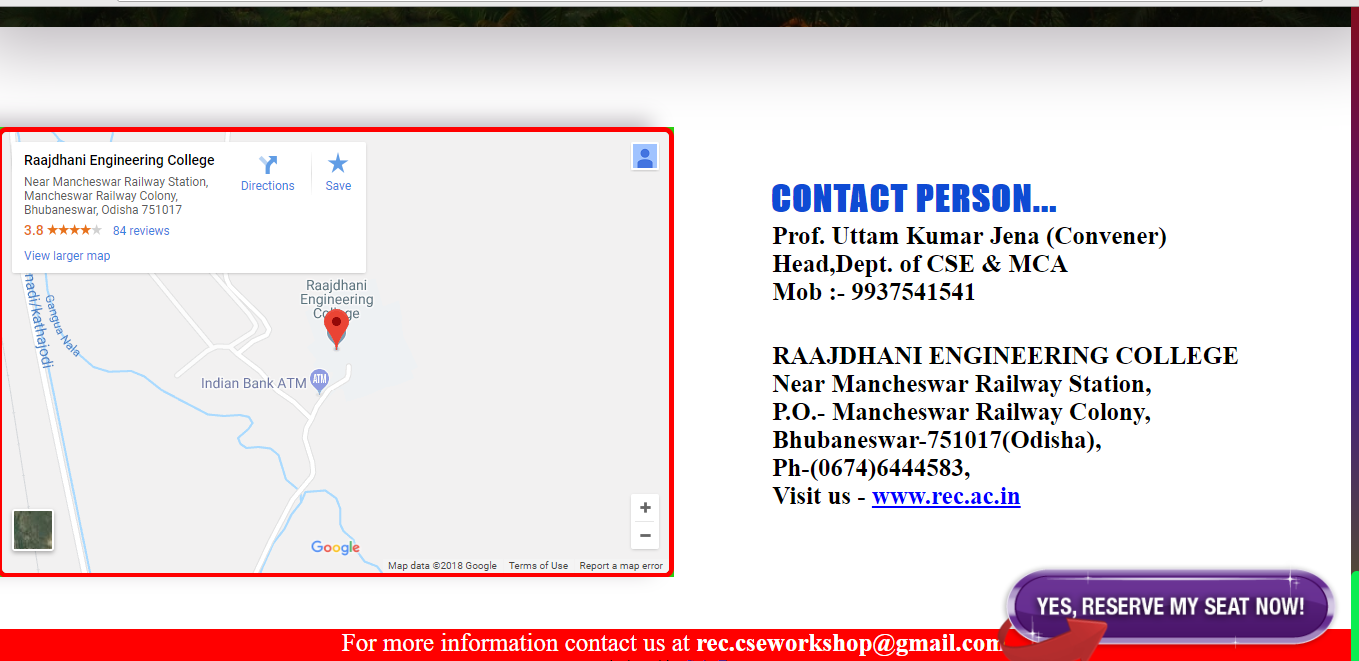 Raajdhani Engineering College
Near Mancheswar Railway Station,
Mancheswar Railway Colony,
Bhubaneswar, Odisha 751017
3.8 84 reviews
View larger map
Directions
Save
nadi/kathajodi
Gangua Nala
Raajdhani
Engineering
College
Indian Bank ATM
ATM
Google
Map data ©2018 Google Terms of Use Report a map error
CONTACT PERSON...
Prof. Uttam Kumar Jena (Convener)
Head,Dept. of CSE & MCA
Mob :- 9937541541
RAAJDHANI ENGINEERING COLLEGE
Near Mancheswar Railway Station,
P.O.- Mancheswar Railway Colony,
Bhubaneswar-751017(Odisha),
Ph-(0674)6444583,
Visit us - www.rec.ac.in
YES, RESERVE MY SEAT NOW!
For more information contact us at rec.cseworkshop@gmail.com